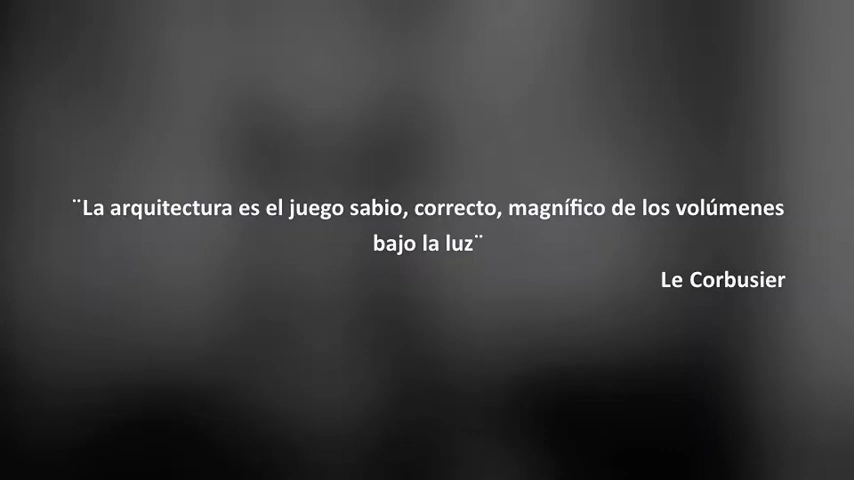 ¨La arquitectura es el juego sabio, correcto, magnífico de los volúmenes
bajo la luz¨
Le Corbusier